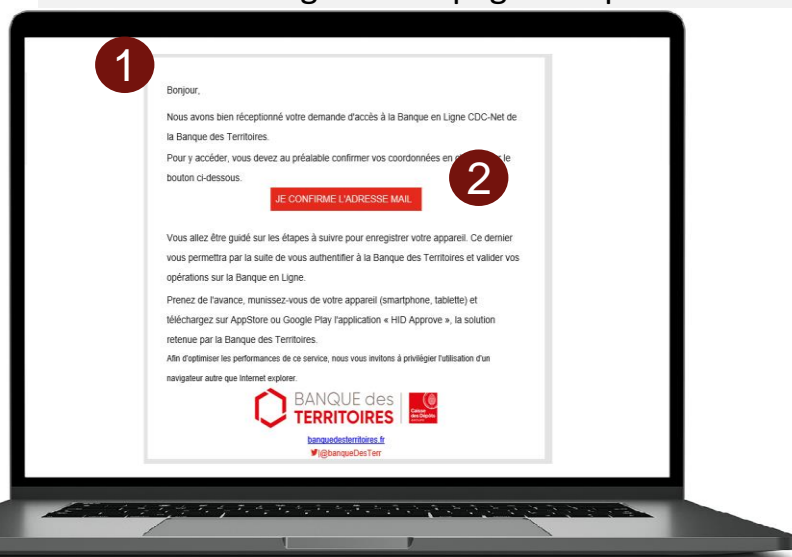 1
Bonjour,
Nous avons bien réceptionné votre demande d'accès à la Banque en Ligne CDC-Net de
la Banque des Territoires.
Pour y accéder, vous devez au préalable confirmer vos coordonnées en le
bouton ci-dessous.
2
JE CONFIRME L'ADRESSE MAIL
Vous allez être guidé sur les étapes à suivre pour enregistrer votre appareil. Ce dernier
vous permettra par la suite de vous authentifier à la Banque des Territoires et valider vos
opérations sur la Banque en Ligne.
Prenez de l'avance, munissez-vous de votre appareil (smartphone, tablette) et
téléchargez sur AppStore ou Google Play l'application « HID Approve », la solution
retenue par la Banque des Territoires.
Afin d'optimiser les performances de ce service, nous vous invitons à privilégier l'utilisation d'un
navigateur autre que Internet explorer.
BANQUE des
TERRITOIRES
Caisse
des Dépôts
banquedesterritoires.fr
|@banqueDesTerr